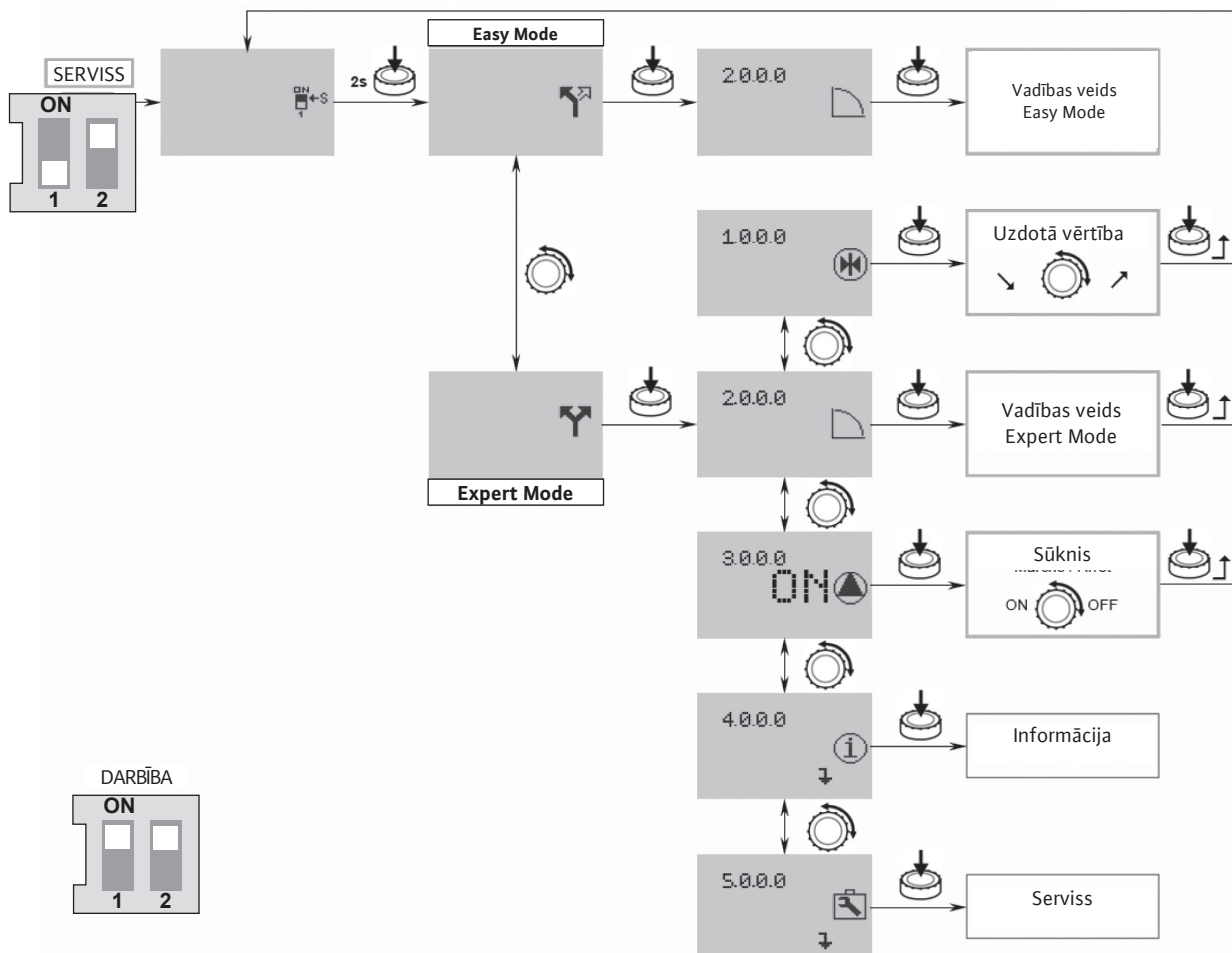 Easy Mode
SERVISS
ON
1 2
ON
←S
1
2s
2.0.0.0
Vadības veids
Easy Mode
1.0.0.0
Uzdotā vērtība
2.0.0.0
Vadības veids
Expert Mode
Expert Mode
3.0.0.0
ON
Sūknis
ON OFF
4.0.0.0
i
Informācija
DARBĪBA
ON
1 2
5.0.0.0
Serviss